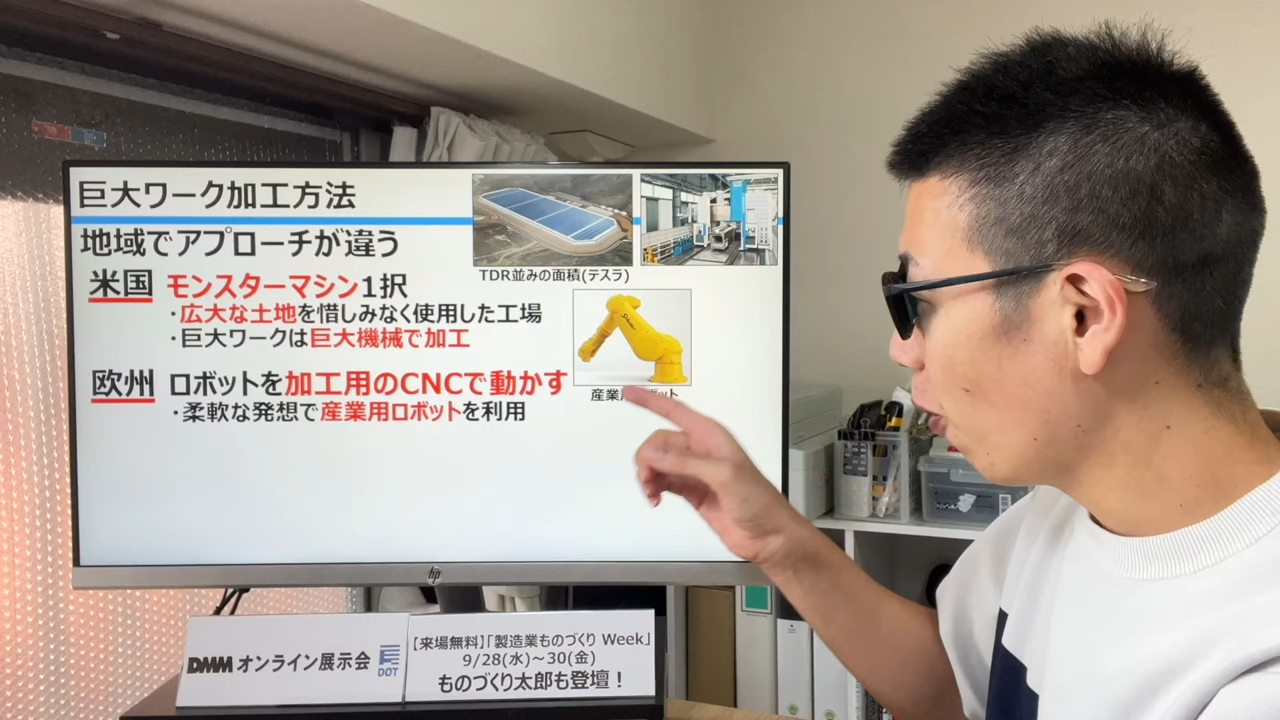 巨大ワーク加工方法
地域でアプローチが違う
TDR並みの面積(テスラ)
米国 モンスターマシン1択
・広大な土地を惜しみなく使用した工場
・巨大ワークは巨大機械で加工
欧州 ロボットを加工用のCNCで動かす
産業用 ット
・柔軟な発想で産業用ロボットを利用
hp
DMM オンライン展示会 DOT
【来場無料】「製造業ものづくり Week」
9/28(水)～30(金)
ものづくり太郎も登壇！